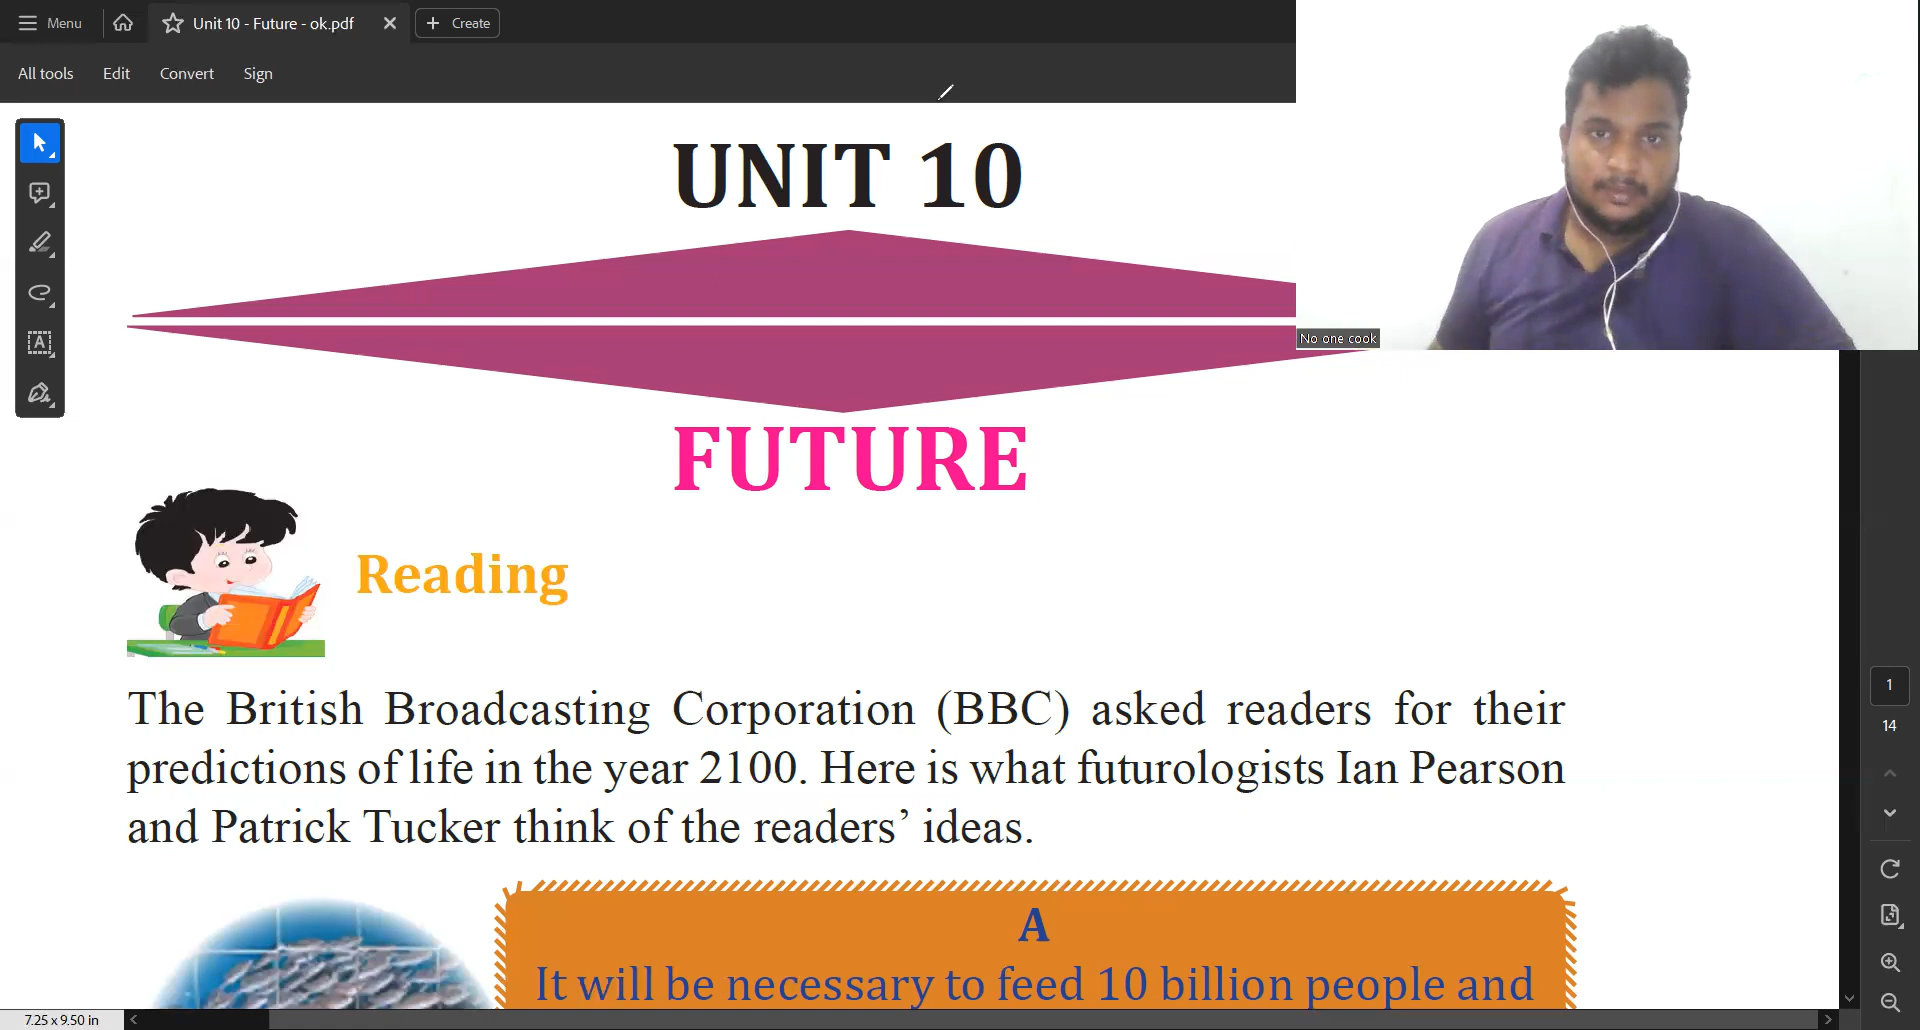 Menu
Unit 10 - Future - ok.pdf
Create
All tools
Edit
Convert
Sign
UNIT 10
No one cook
FUTURE
Reading
The British Broadcasting Corporation (BBC) asked readers for their
predictions of life in the year 2100. Here is what futurologists Ian Pearson
and Patrick Tucker think of the readers’ ideas.
A
It will be necessary to feed 10 billion people and
1
14
7.25 x 9.50 in